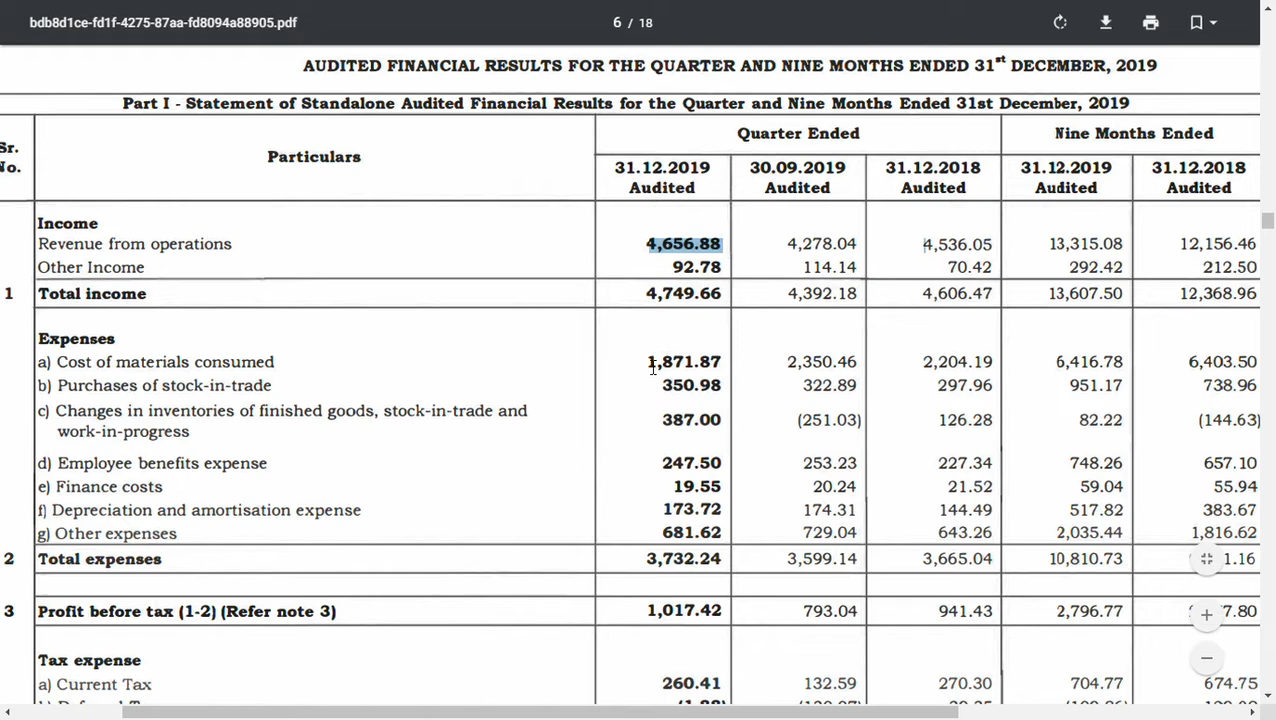 bdb8d1ce-fd1f-4275-87aa-fd8094a88905.pdf 6 / 18
AUDITED FINANCIAL RESULTS FOR THE QUARTER AND NINE MONTHS ENDED 31st DECEMBER, 2019
Part I - Statement of Standalone Audited Financial Results for the Quarter and Nine Months Ended 31st December, 2019
Sr. No. Particulars Quarter Ended Nine Months Ended
31.12.2019 30.09.2019 31.12.2018 31.12.2019 31.12.2018
Audited Audited Audited Audited Audited
Income
Revenue from operations 4,656.88 4,278.04 4,536.05 13,315.08 12,156.46
Other Income 92.78 114.14 70.42 292.42 212.50
1 Total income 4,749.66 4,392.18 4,606.47 13,607.50 12,368.96
Expenses
a) Cost of materials consumed 1,871.87 2,350.46 2,204.19 6,416.78 6,403.50
b) Purchases of stock-in-trade 350.98 322.89 297.96 951.17 738.96
c) Changes in inventories of finished goods, stock-in-trade and
work-in-progress 387.00 (251.03) 126.28 82.22 (144.63)
d) Employee benefits expense 247.50 253.23 227.34 748.26 657.10
e) Finance costs 19.55 20.24 21.52 59.04 55.94
f) Depreciation and amortisation expense 173.72 174.31 144.49 517.82 383.67
g) Other expenses 681.62 729.04 643.26 2,035.44 1,816.62
2 Total expenses 3,732.24 3,599.14 3,665.04 10,810.73
3 Profit before tax (1-2) (Refer note 3) 1,017.42 793.04 941.43 2,796.77
Tax expense
a) Current Tax 260.41 132.59 270.30 704.77 674.75